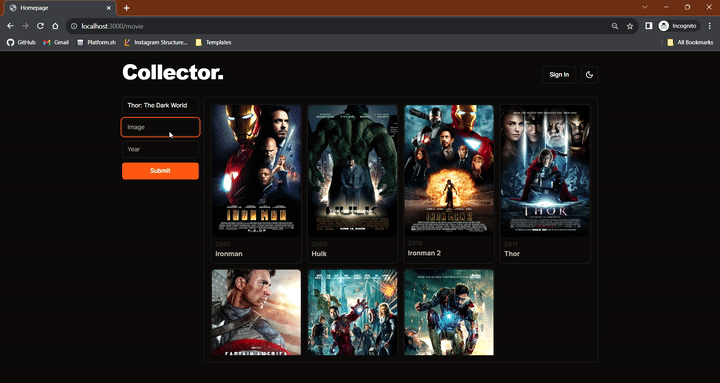 Homepage
Incognito
localhost:3000/movie
GitHub
Gmail
Platform.sh
Instagram Structure...
Templates
All Bookmarks
Collector.
Sign In
Thor: The Dark World
Image
Year
Submit
IRON MAN
HULK
IRON MAN 2
THOR
2007
Ironman
2008
Hulk
2010
Ironman 2
2011
Thor
CAPTAIN AMERICA